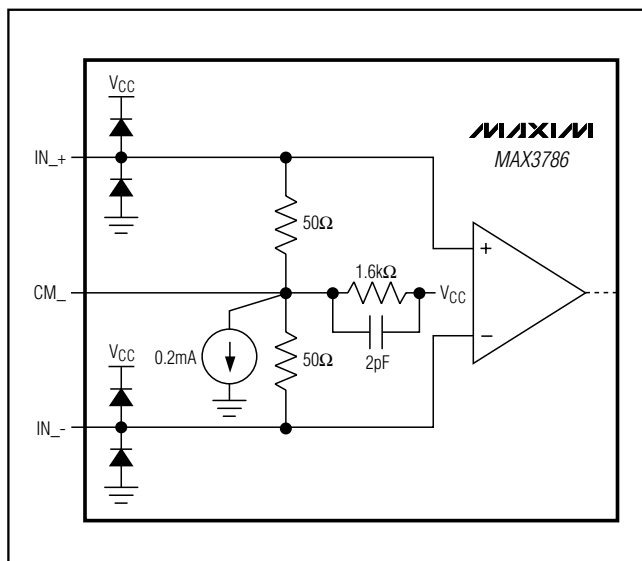 VCC
MAXIM
MAX3786
IN_+
50Ω
1.6kΩ
CM_
VCC
2pF
0.2mA
50Ω
VCC
IN_-
+
−